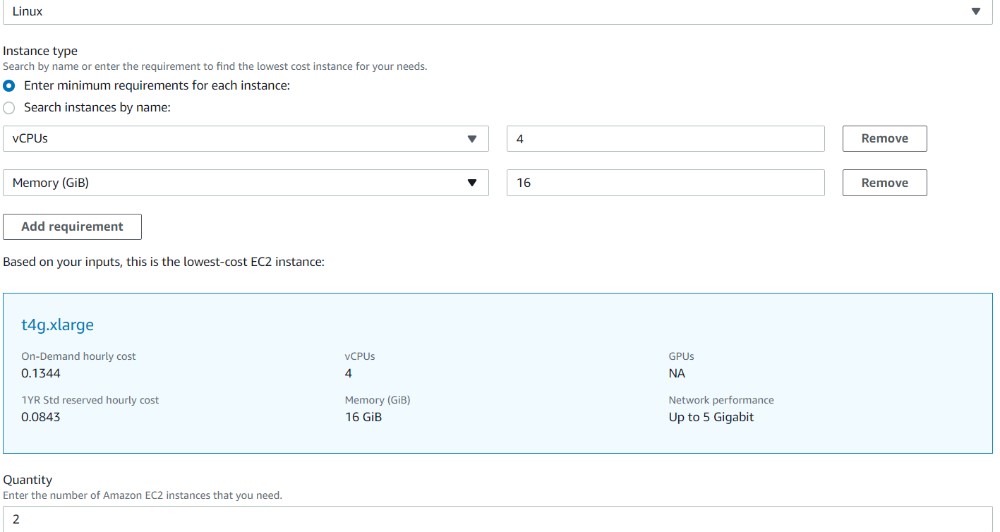 Linux
Instance type
Search by name or enter the requirement to find the lowest cost instance for your needs.
Enter minimum requirements for each instance:
Search instances by name:
vCPUs 4 Remove
Memory (GiB) 16 Remove
Add requirement
Based on your inputs, this is the lowest-cost EC2 instance:
t4g.xlarge
On-Demand hourly cost vCPUs GPUs
0.1344 4 NA
1YR Std reserved hourly cost Memory (GiB) Network performance
0.0843 16 GiB Up to 5 Gigabit
Quantity
Enter the number of Amazon EC2 instances that you need.
2